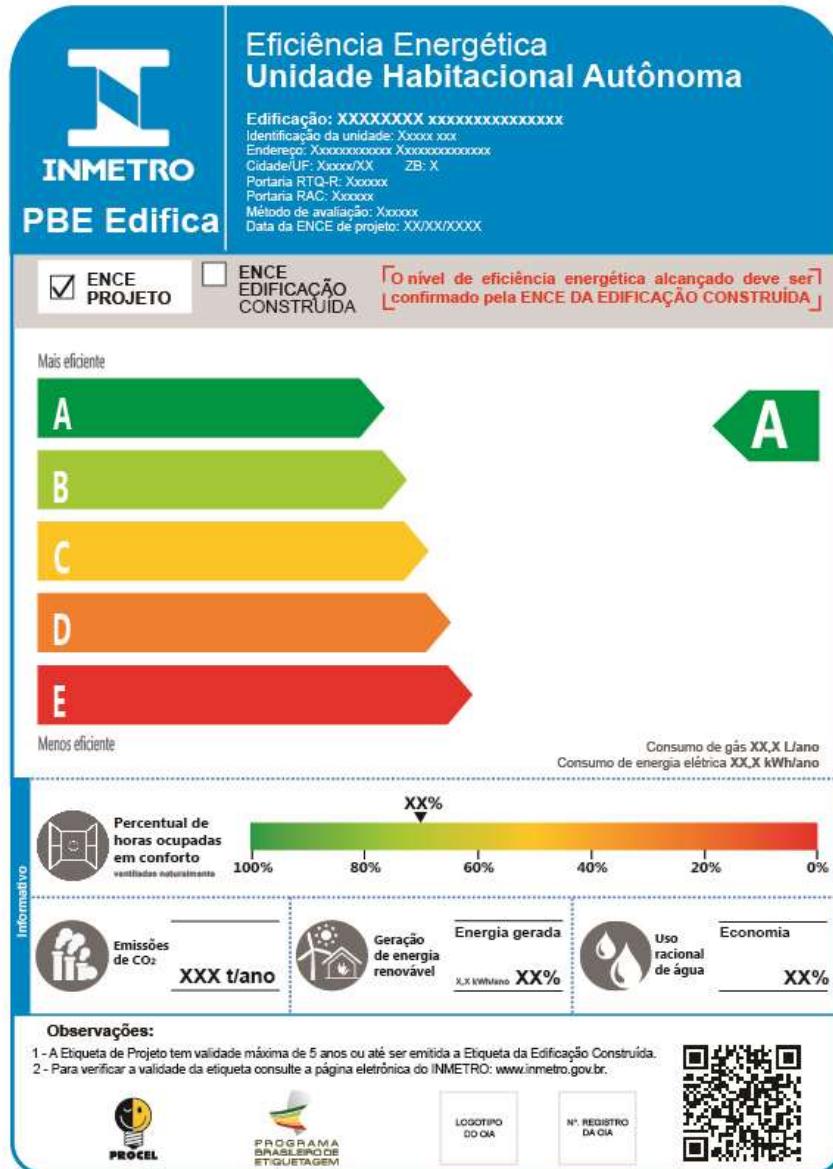 Eficiência Energética
Unidade Habitacional Autônoma
Edificação: XXXXXXXX xxxxxxxxxxxxxxx
Identificação da unidade: Xxxxx xxx
Endereço: Xxxxxxxxxxxx Xxxxxxxxxxxxxx
Cidade/UF: Xxxxx/XX ZB: X
Portaria RTQ-R: Xxxxxx
Portaria RAC: Xxxxxx
Método de avaliação: Xxxxxx
Data da ENCE de projeto: XX/XX/XXXX
INMETRO
PBE Edifica
ENCE
PROJETO
ENCE
EDIFICAÇÃO
CONSTRUÍDA
O nível de eficiência energética alcançado deve ser
confirmado pela ENCE DA EDIFICAÇÃO CONSTRUÍDA
Mais eficiente
A
A
B
C
D
E
Menos eficiente
Consumo de gás XX,X L/ano
Consumo de energia elétrica XX,X kWh/ano
Informativo
Percentual de
horas ocupadas
em conforto
ventiladas naturalmente
XX%
100% 80% 60% 40% 20% 0%
Emissões
de CO2
XXX t/ano
Geração
de energia
renovável
Energia gerada
X,X kWh/ano XX%
Uso
racional
de água
Economia
XX%
Observações:
1 - A Etiqueta de Projeto tem validade máxima de 5 anos ou até ser emitida a Etiqueta da Edificação Construída.
2 - Para verificar a validade da etiqueta consulte a página eletrônica do INMETRO: www.inmetro.gov.br.
PROCEL
PROGRAMA
BRASILEIRO DE
ETIQUETAGEM
LOGOTIPO
DO OIA
Nº. REGISTRO
DA OIA